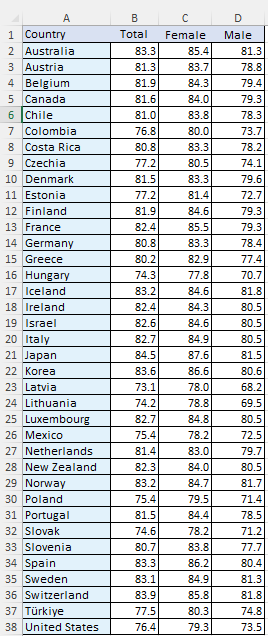 A B C D
1 Country Total Female Male
2 Australia 83.3 85.4 81.3
3 Austria 81.3 83.7 78.8
4 Belgium 81.9 84.3 79.4
5 Canada 81.6 84.0 79.3
6 Chile 81.0 83.8 78.3
7 Colombia 76.8 80.0 73.7
8 Costa Rica 80.8 83.3 78.2
9 Czechia 77.2 80.5 74.1
10 Denmark 81.5 83.3 79.6
11 Estonia 77.2 81.4 72.7
12 Finland 81.9 84.6 79.3
13 France 82.4 85.5 79.3
14 Germany 80.8 83.3 78.4
15 Greece 80.2 82.9 77.4
16 Hungary 74.3 77.8 70.7
17 Iceland 83.2 84.6 81.8
18 Ireland 82.4 84.3 80.5
19 Israel 82.6 84.6 80.5
20 Italy 82.7 84.9 80.5
21 Japan 84.5 87.6 81.5
22 Korea 83.6 86.6 80.6
23 Latvia 73.1 78.0 68.2
24 Lithuania 74.2 78.8 69.5
25 Luxembourg 82.7 84.8 80.5
26 Mexico 75.4 78.2 72.5
27 Netherlands 81.4 83.0 79.7
28 New Zealand 82.3 84.0 80.5
29 Norway 83.2 84.7 81.7
30 Poland 75.4 79.5 71.4
31 Portugal 81.5 84.4 78.5
32 Slovak 74.6 78.2 71.2
33 Slovenia 80.7 83.8 77.7
34 Spain 83.3 86.2 80.4
35 Sweden 83.1 84.9 81.3
36 Switzerland 83.9 85.8 81.8
37 Türkiye 77.5 80.3 74.8
38 United States 76.4 79.3 73.5